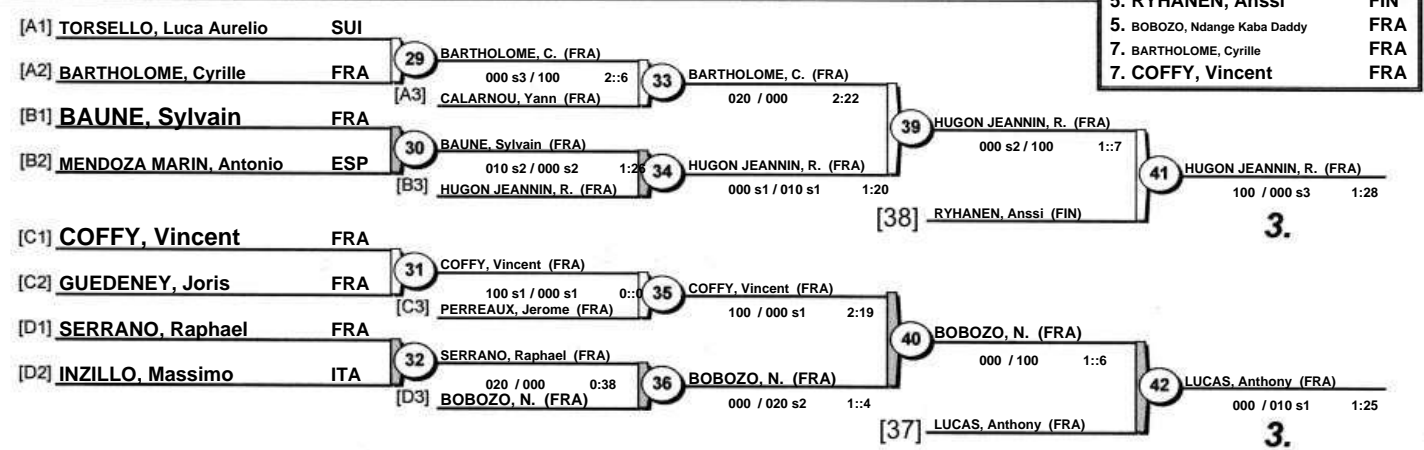 5. RYHANEN, Anssi FIN
5. BOBOZO, Ndange Kaba Daddy FRA
7. BARTHOLOME, Cyrille FRA
7. COFFY, Vincent FRA
[A1] TORSELLO, Luca Aurelio SUI
29
BARTHOLOME, C. (FRA)
[A2] BARTHOLOME, Cyrille FRA
000 s3 / 100 2::6
33
BARTHOLOME, C. (FRA)
[A3] CALARNOU, Yann (FRA)
020 / 000 2:22
[B1] BAUNE, Sylvain FRA
39
HUGON JEANNIN, R. (FRA)
30
BAUNE, Sylvain (FRA)
000 s2 / 100 1::7
[B2] MENDOZA MARIN, Antonio ESP
010 s2 / 000 s2 1:26
34
HUGON JEANNIN, R. (FRA)
41
HUGON JEANNIN, R. (FRA)
[B3] HUGON JEANNIN, R. (FRA)
000 s1 / 010 s1 1:20
100 / 000 s3 1:28
[38] RYHANEN, Anssi (FIN)
3.
[C1] COFFY, Vincent FRA
31
COFFY, Vincent (FRA)
[C2] GUEDENEY, Joris FRA
100 s1 / 000 s1 0::0
35
COFFY, Vincent (FRA)
[C3] PERREAUX, Jerome (FRA)
100 / 000 s1 2:19
[D1] SERRANO, Raphael FRA
40
BOBOZO, N. (FRA)
32
SERRANO, Raphael (FRA)
000 / 100 1::6
[D2] INZILLO, Massimo ITA
020 / 000 0:38
36
BOBOZO, N. (FRA)
42
LUCAS, Anthony (FRA)
[D3] BOBOZO, N. (FRA)
000 / 020 s2 1::4
000 / 010 s1 1:25
[37] LUCAS, Anthony (FRA)
3.